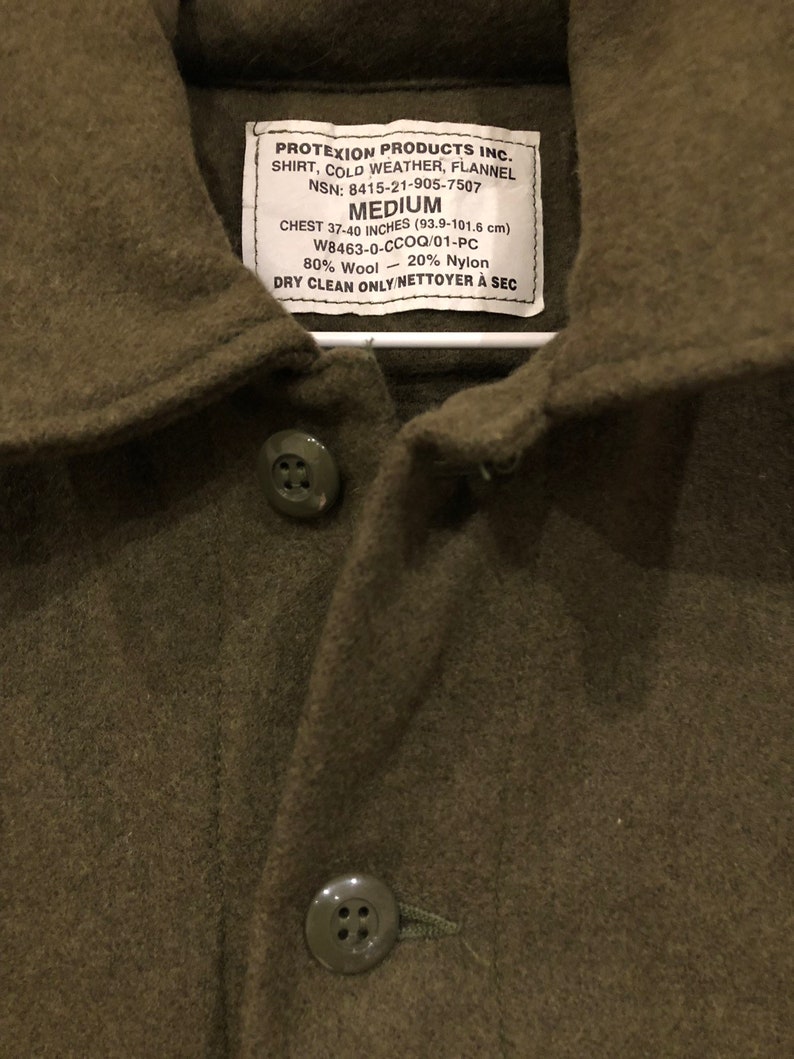 PROTEXION PRODUCTS INC.
SHIRT, COLD WEATHER, FLANNEL
NSN: 8415-21-905-7507
MEDIUM
CHEST 37-40 INCHES (93.9-101.6 cm)
W8463-0-CCOQ/01-PC
80% Wool — 20% Nylon
DRY CLEAN ONLY/NETTOYER À SEC